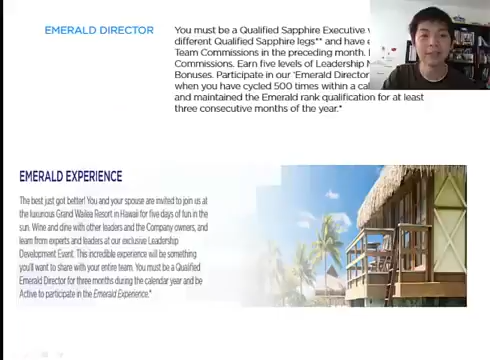 EMERALD DIRECTOR
You must be a Qualified Sapphire Executive
different Qualified Sapphire legs** and have
Team Commissions in the preceding month.
Commissions. Earn five levels of Leadership
Bonuses. Participate in our 'Emerald Director
when you have cycled 500 times within a
and maintained the Emerald rank qualification for at least
three consecutive months of the year.*
EMERALD EXPERIENCE
The best just got better! You and your spouse are invited to join us at
the luxurious Grand Wailea Resort in Hawaii for five days of fun in the
sun. Wine and dine with other leaders and the Company owners, and
learn from experts and leaders at our exclusive Leadership
Development Event. This incredible experience will be something
you'll want to share with your entire team. You must be a Qualified
Emerald Director for three months during the calendar year and be
Active to participate in the Emerald Experience.*